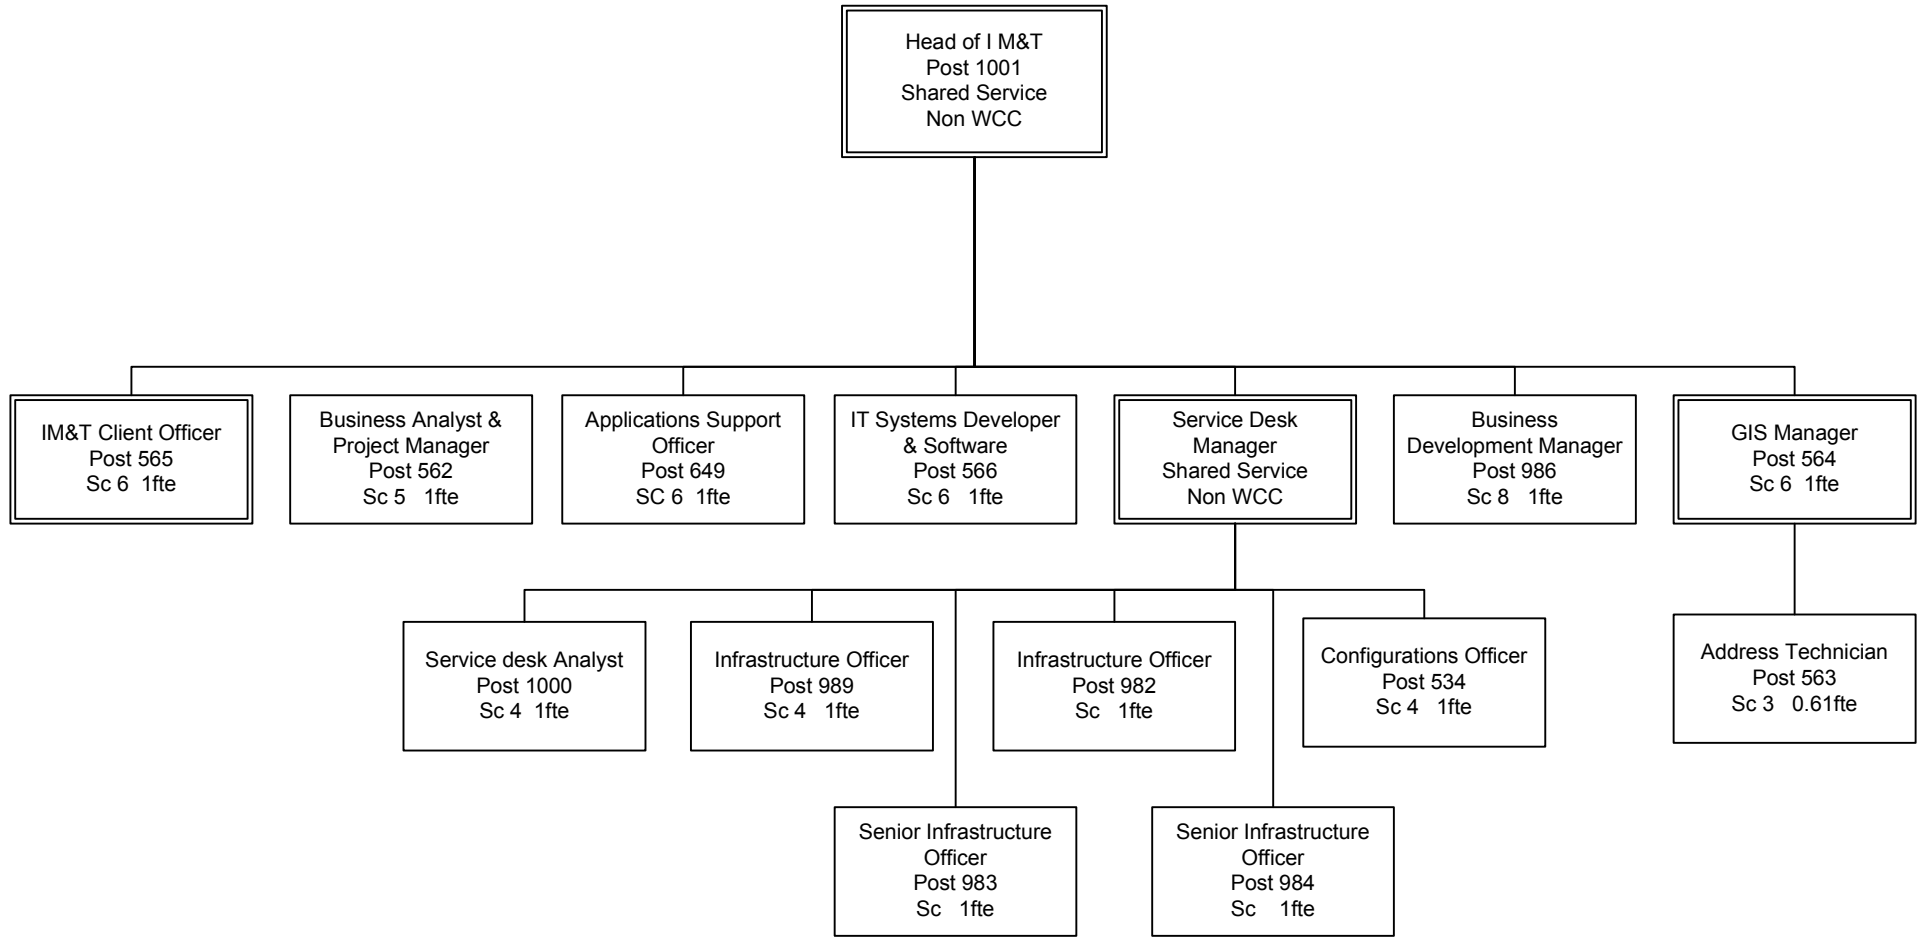 Head of I M&T
Post 1001
Shared Service
Non WCC
IM&T Client Officer
Post 565
Sc 6 1fte
Business Analyst &
Project Manager
Post 562
Sc 5 1fte
Applications Support
Officer
Post 649
SC 6 1fte
IT Systems Developer
& Software
Post 566
Sc 6 1fte
Service Desk
Manager
Shared Service
Non WCC
Business
Development Manager
Post 986
Sc 8 1fte
GIS Manager
Post 564
Sc 6 1fte
Service desk Analyst
Post 1000
Sc 4 1fte
Infrastructure Officer
Post 989
Sc 4 1fte
Infrastructure Officer
Post 982
Sc 1fte
Configurations Officer
Post 534
Sc 4 1fte
Address Technician
Post 563
Sc 3 0.61fte
Senior Infrastructure
Officer
Post 983
Sc 1fte
Senior Infrastructure
Officer
Post 984
Sc 1fte